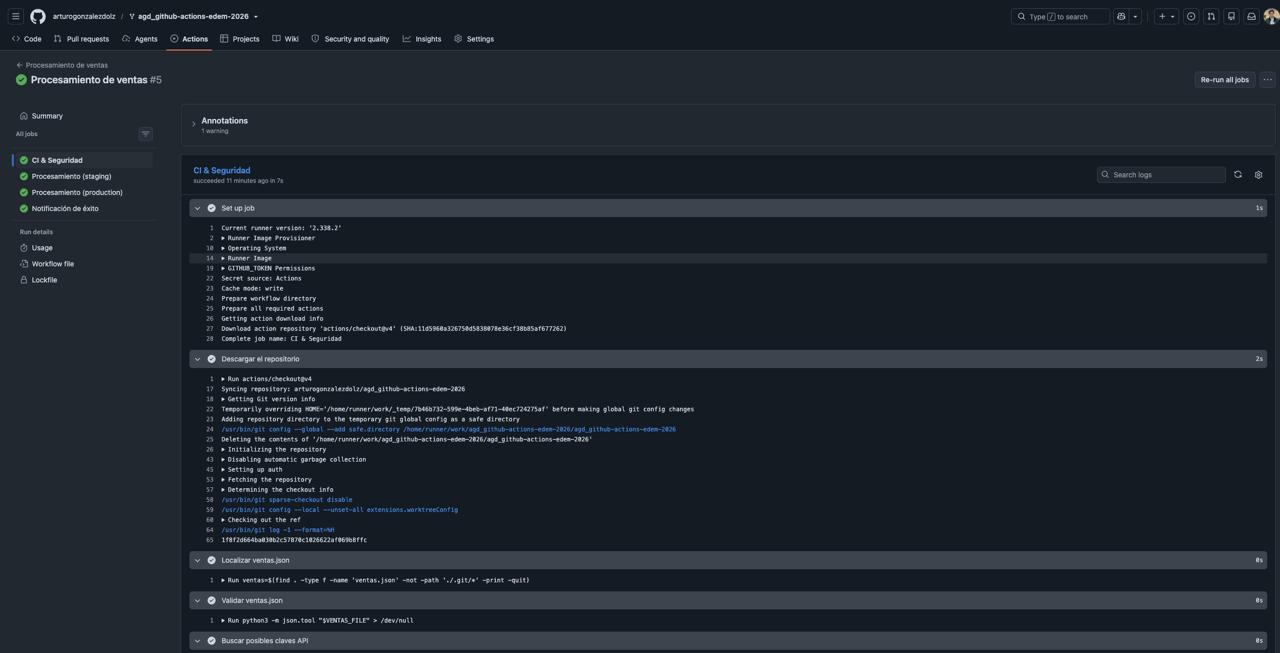 arturogonzalezdolz / agd_github-actions-edem-2026
Type / to search
Code Pull requests Agents Actions Projects Wiki Security and quality Insights Settings
Procesamiento de ventas
Procesamiento de ventas #5
Re-run all jobs
Summary
All jobs
CI & Seguridad
Procesamiento (staging)
Procesamiento (production)
Notificación de éxito
Run details
Usage
Workflow file
Lockfile
Annotations
1 warning
CI & Seguridad
succeeded 11 minutes ago in 7s
Search logs
Set up job 1s
1 Current runner version: '2.338.2'
2 Runner Image Provisioner
10 Operating System
14 Runner Image
19 GITHUB_TOKEN Permissions
22 Secret source: Actions
23 Cache mode: write
24 Prepare workflow directory
25 Prepare all required actions
26 Getting action download info
27 Download action repository 'actions/checkout@v4' (SHA:11d5960a326750d5838078e36cf38b85af677262)
28 Complete job name: CI & Seguridad
Descargar el repositorio 2s
1 Run actions/checkout@v4
17 Syncing repository: arturogonzalezdolz/agd_github-actions-edem-2026
18 Getting Git version info
22 Temporarily overriding HOME='/home/runner/work/_temp/7b46b732-599e-4beb-af71-40ec724275af' before making global git config changes
23 Adding repository directory to the temporary git global config as a safe directory
24 /usr/bin/git config --global --add safe.directory /home/runner/work/agd_github-actions-edem-2026/agd_github-actions-edem-2026
25 Deleting the contents of '/home/runner/work/agd_github-actions-edem-2026/agd_github-actions-edem-2026'
26 Initializing the repository
43 Disabling automatic garbage collection
45 Setting up auth
53 Fetching the repository
57 Determining the checkout info
58 /usr/bin/git sparse-checkout disable
59 /usr/bin/git config --local --unset-all extensions.worktreeConfig
60 Checking out the ref
64 /usr/bin/git log -1 --format=%H
65 1f8f2d664ba030b2c57870c1026622af069b8ffc
Localizar ventas.json 0s
1 Run ventas=$(find . -type f -name 'ventas.json' -not -path './.git/*' -print -quit)
Validar ventas.json 0s
1 Run python3 -m json.tool "$VENTAS_FILE" > /dev/null
Buscar posibles claves API 0s